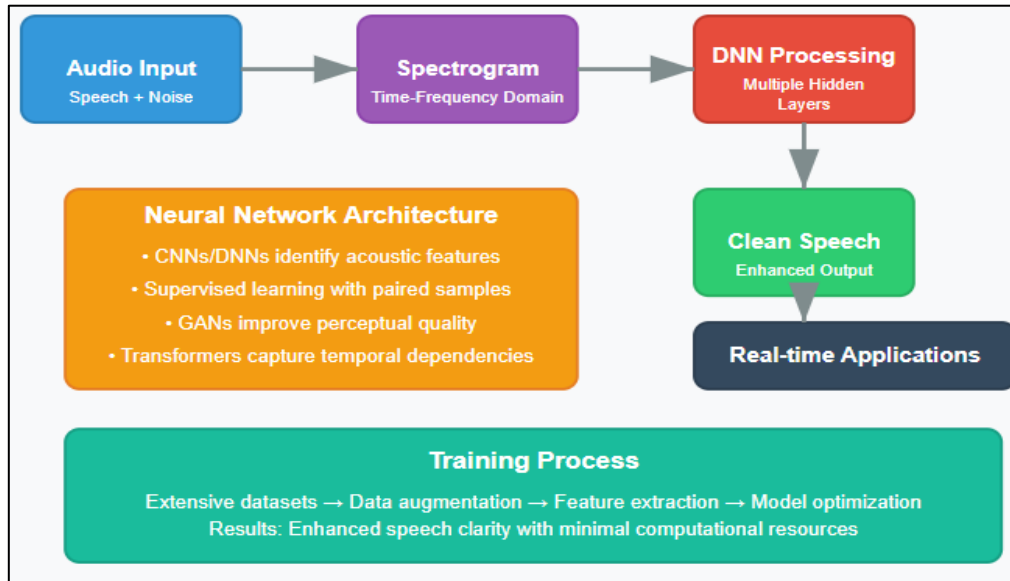 Audio Input
Speech + Noise
Spectrogram
Time-Frequency Domain
DNN Processing
Multiple Hidden
Layers
Neural Network Architecture
• CNNs/DNNs identify acoustic features
• Supervised learning with paired samples
• GANs improve perceptual quality
• Transformers capture temporal dependencies
Clean Speech
Enhanced Output
Real-time Applications
Training Process
Extensive datasets → Data augmentation → Feature extraction → Model optimization
Results: Enhanced speech clarity with minimal computational resources